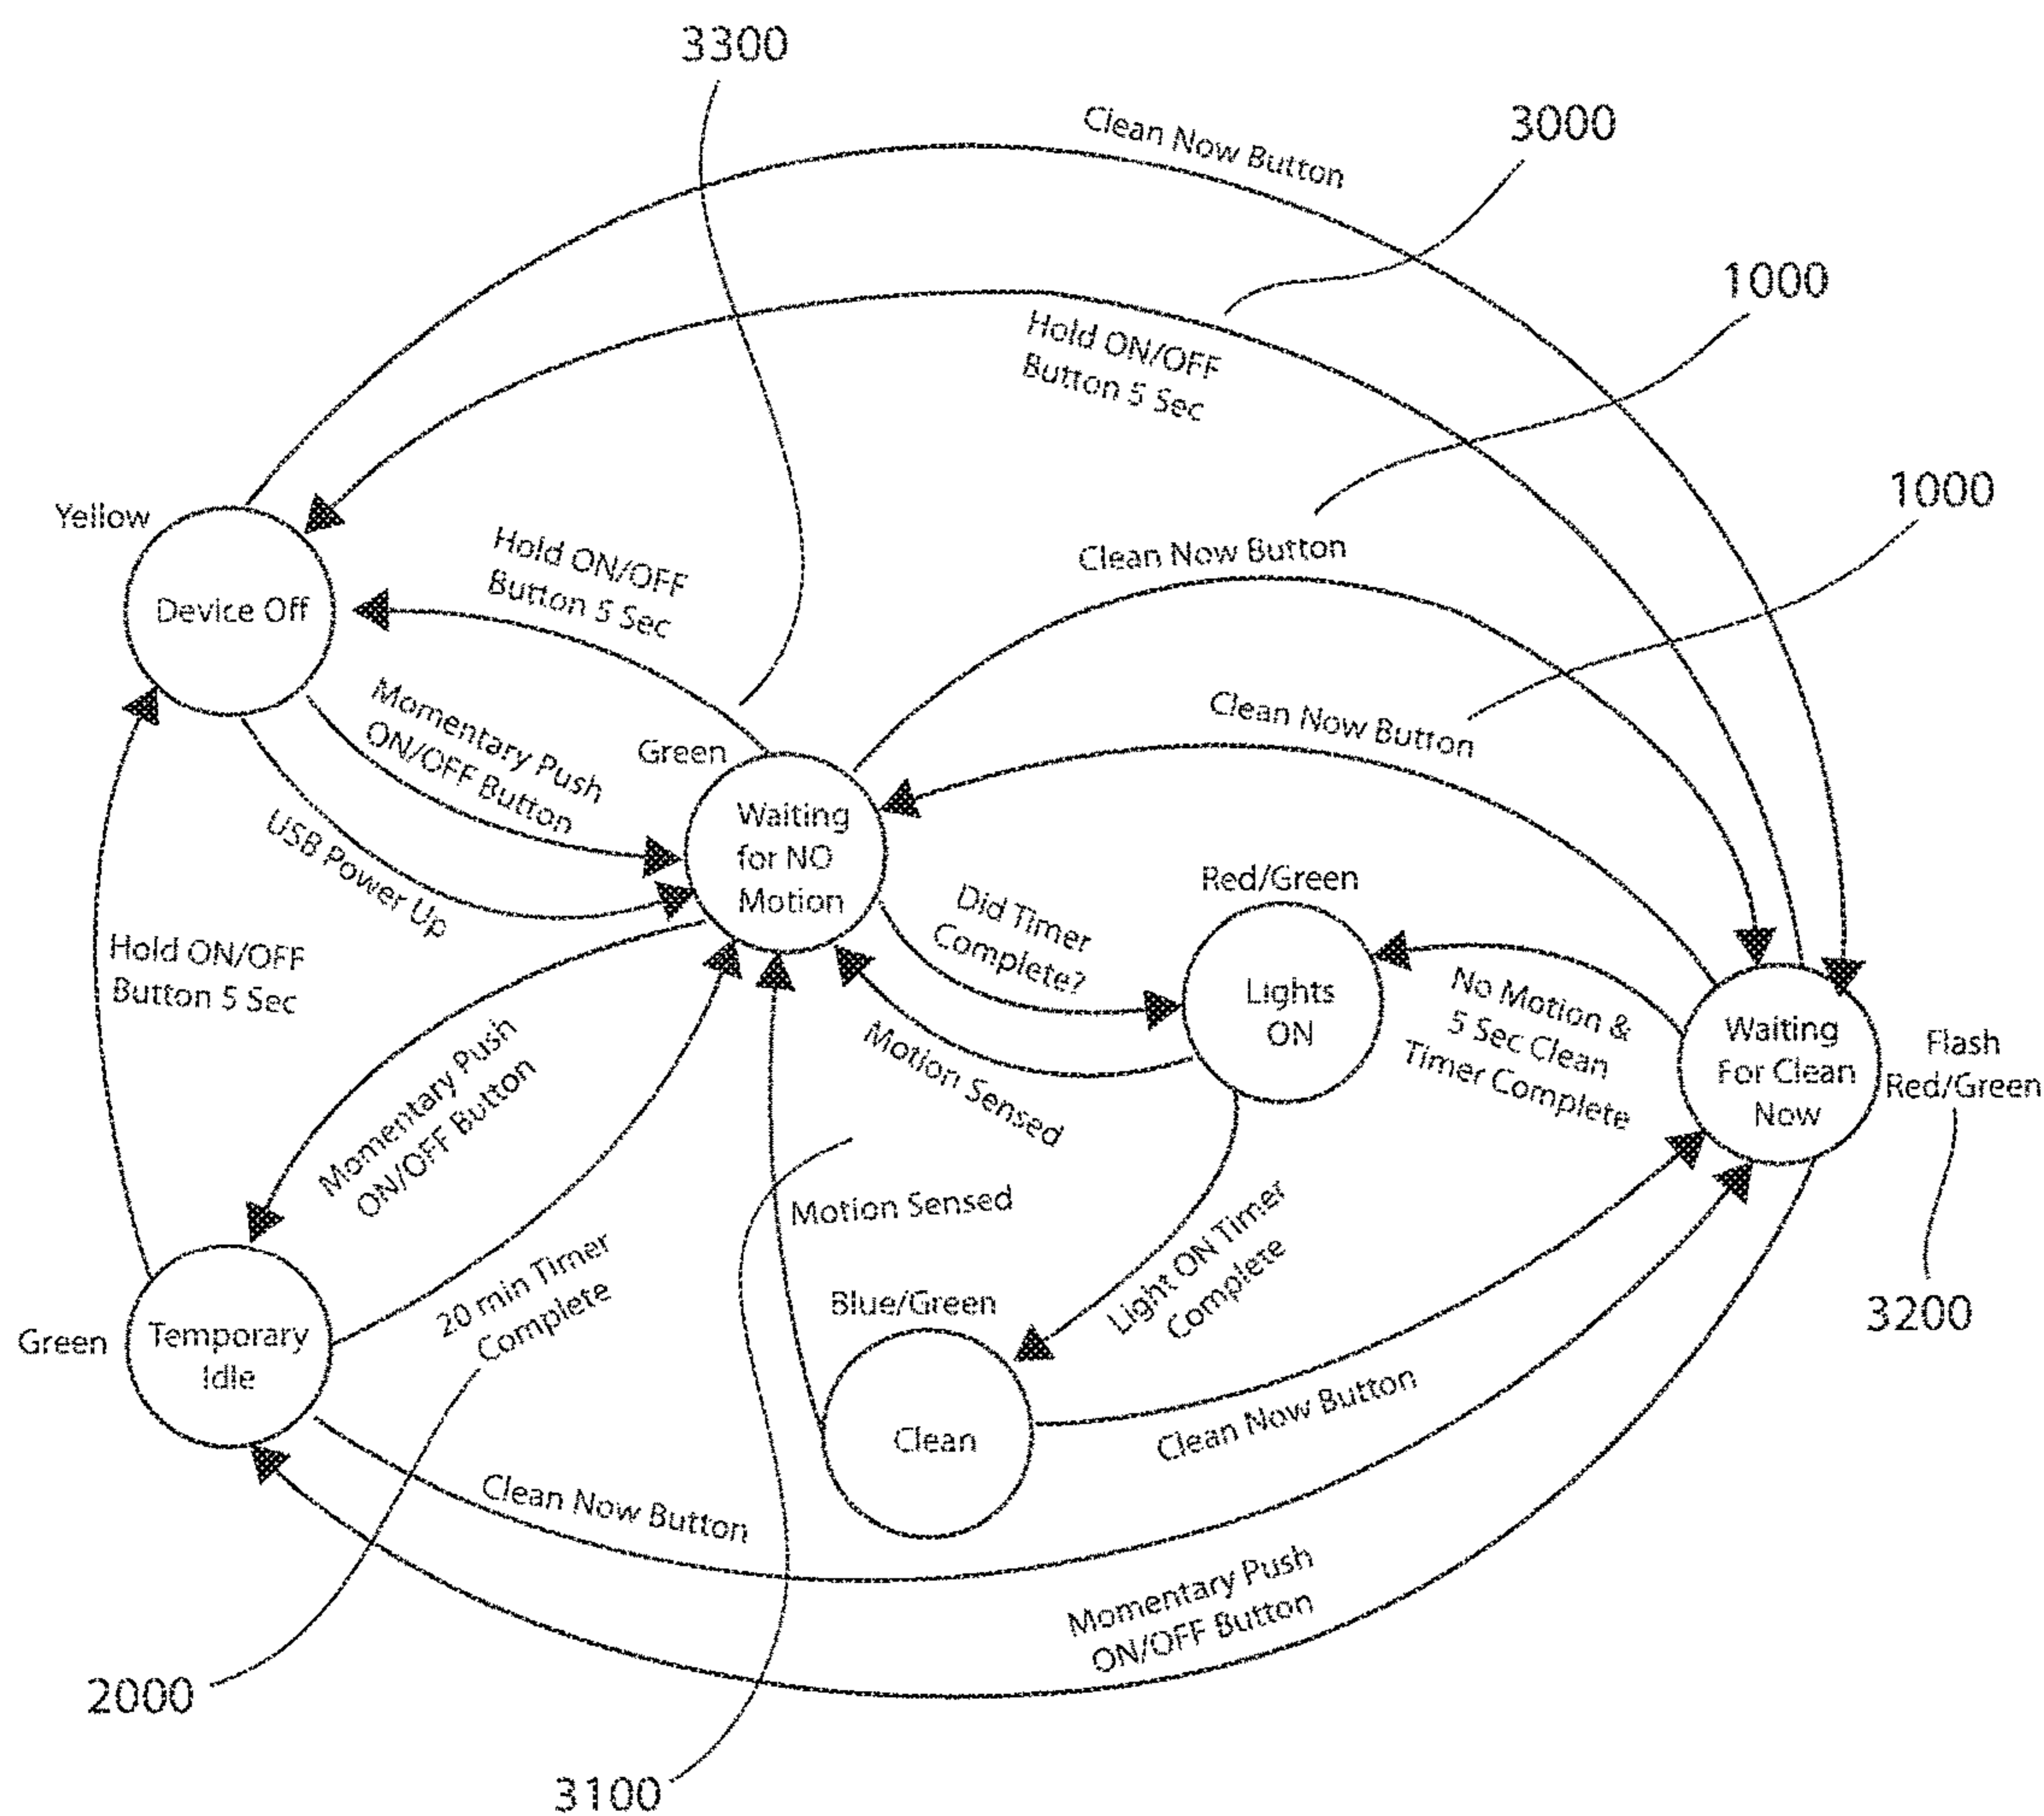 3300
3000
Clean Now Button
1000
Hold ON/OFF
Button 5 Sec
1000
Yellow
Device Off
Hold ON/OFF
Button 5 Sec
Clean Now Button
Momentary Push
ON/OFF Button
USB Power Up
Green
Waiting
for NO
Motion
Clean Now Button
Did Timer
Complete?
Red/Green
Lights
ON
No Motion &
5 Sec Clean
Timer Complete
Waiting
For Clean
Now
Flash
Red/Green
Hold ON/OFF
Button 5 Sec
Momentary Push
ON/OFF Button
Motion Sensed
Motion Sensed
Light ON Timer
Complete
3200
Green
Temporary
Idle
20 min Timer
Complete
Blue/Green
Clean
Clean Now Button
Clean Now Button
Momentary Push
ON/OFF Button
2000
3100